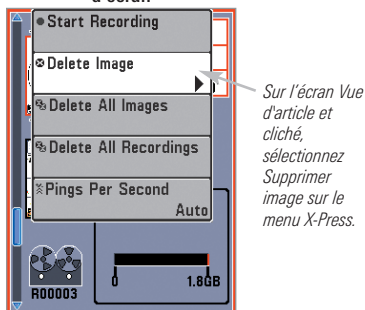 Start Recording
Delete Image
Delete All Images
Delete All Recordings
Pings Per Second
Auto
R00003
0
1.8GB
Sur l'écran Vue
d'article et
cliché,
sélectionnez
Supprimer
image sur le
menu X-Press.